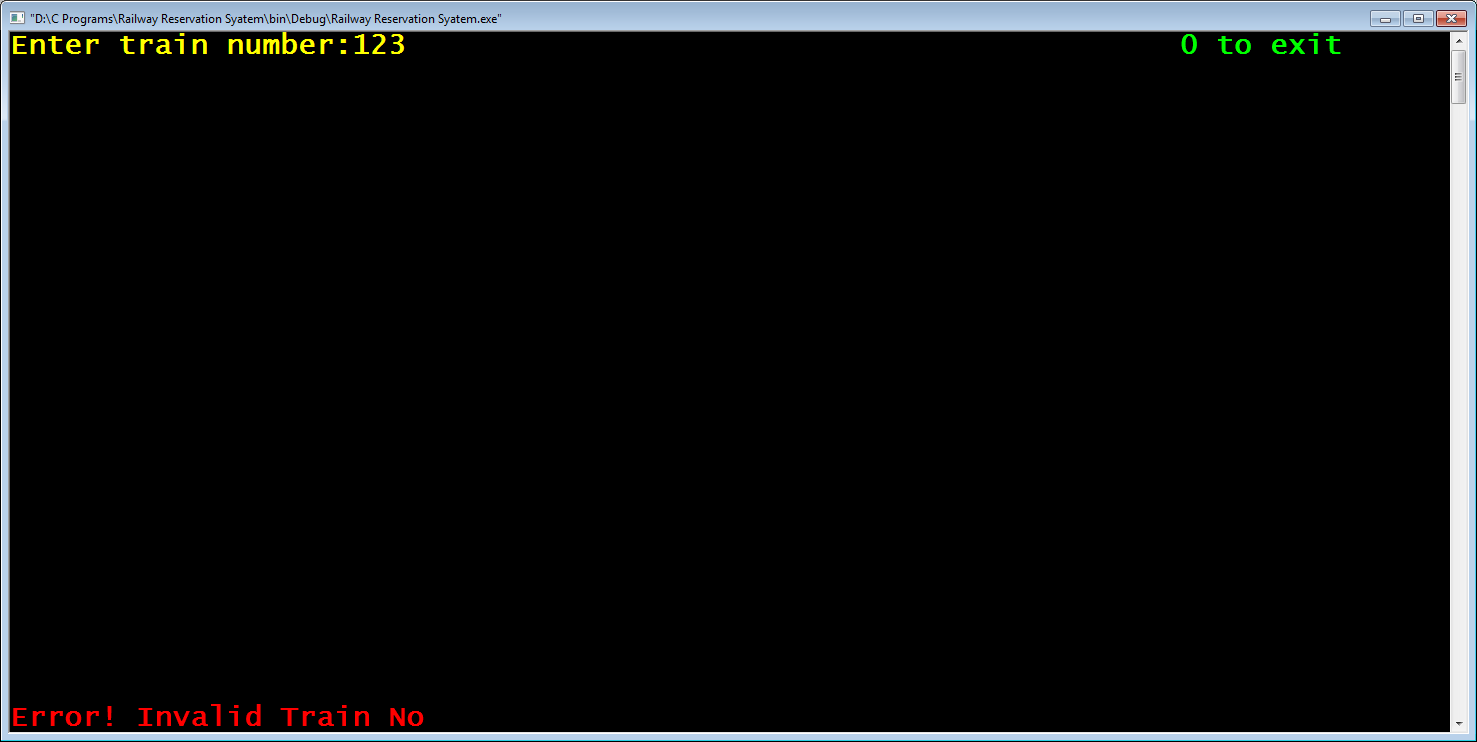 "D:\C Programs\Railway Reservation Syatem\bin\Debug\Railway Reservation Syatem.exe"
Enter train number:123 0 to exit
Error! Invalid Train No